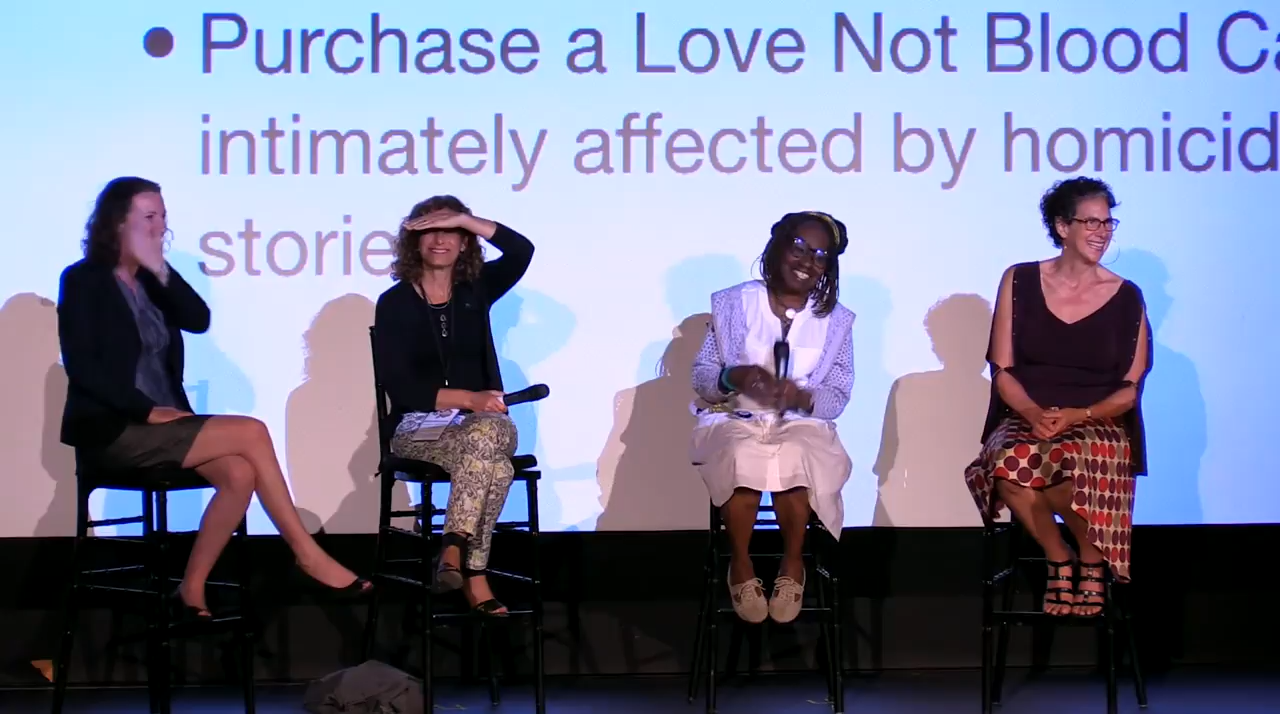 • Purchase a Love Not Blood
intimately affected by homicid
storie